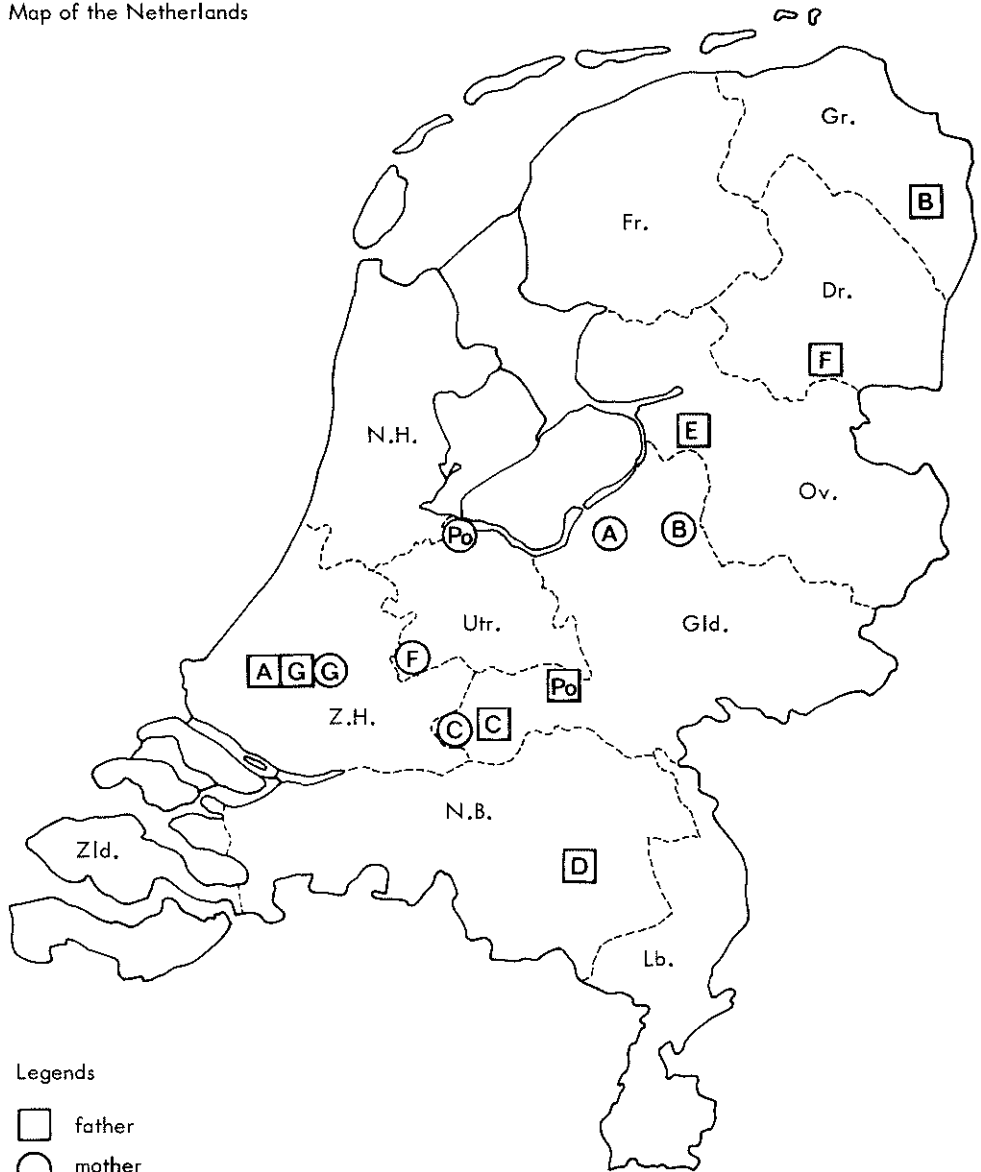 Map of the Netherlands
Gr.
B
Fr.
Dr.
F
N.H.
E
Ov.
Po
A
B
Utr.
Gld.
F
A G G
Po
Z.H.
C
C
N.B.
Zld.
D
Lb.
Legends
father
mother